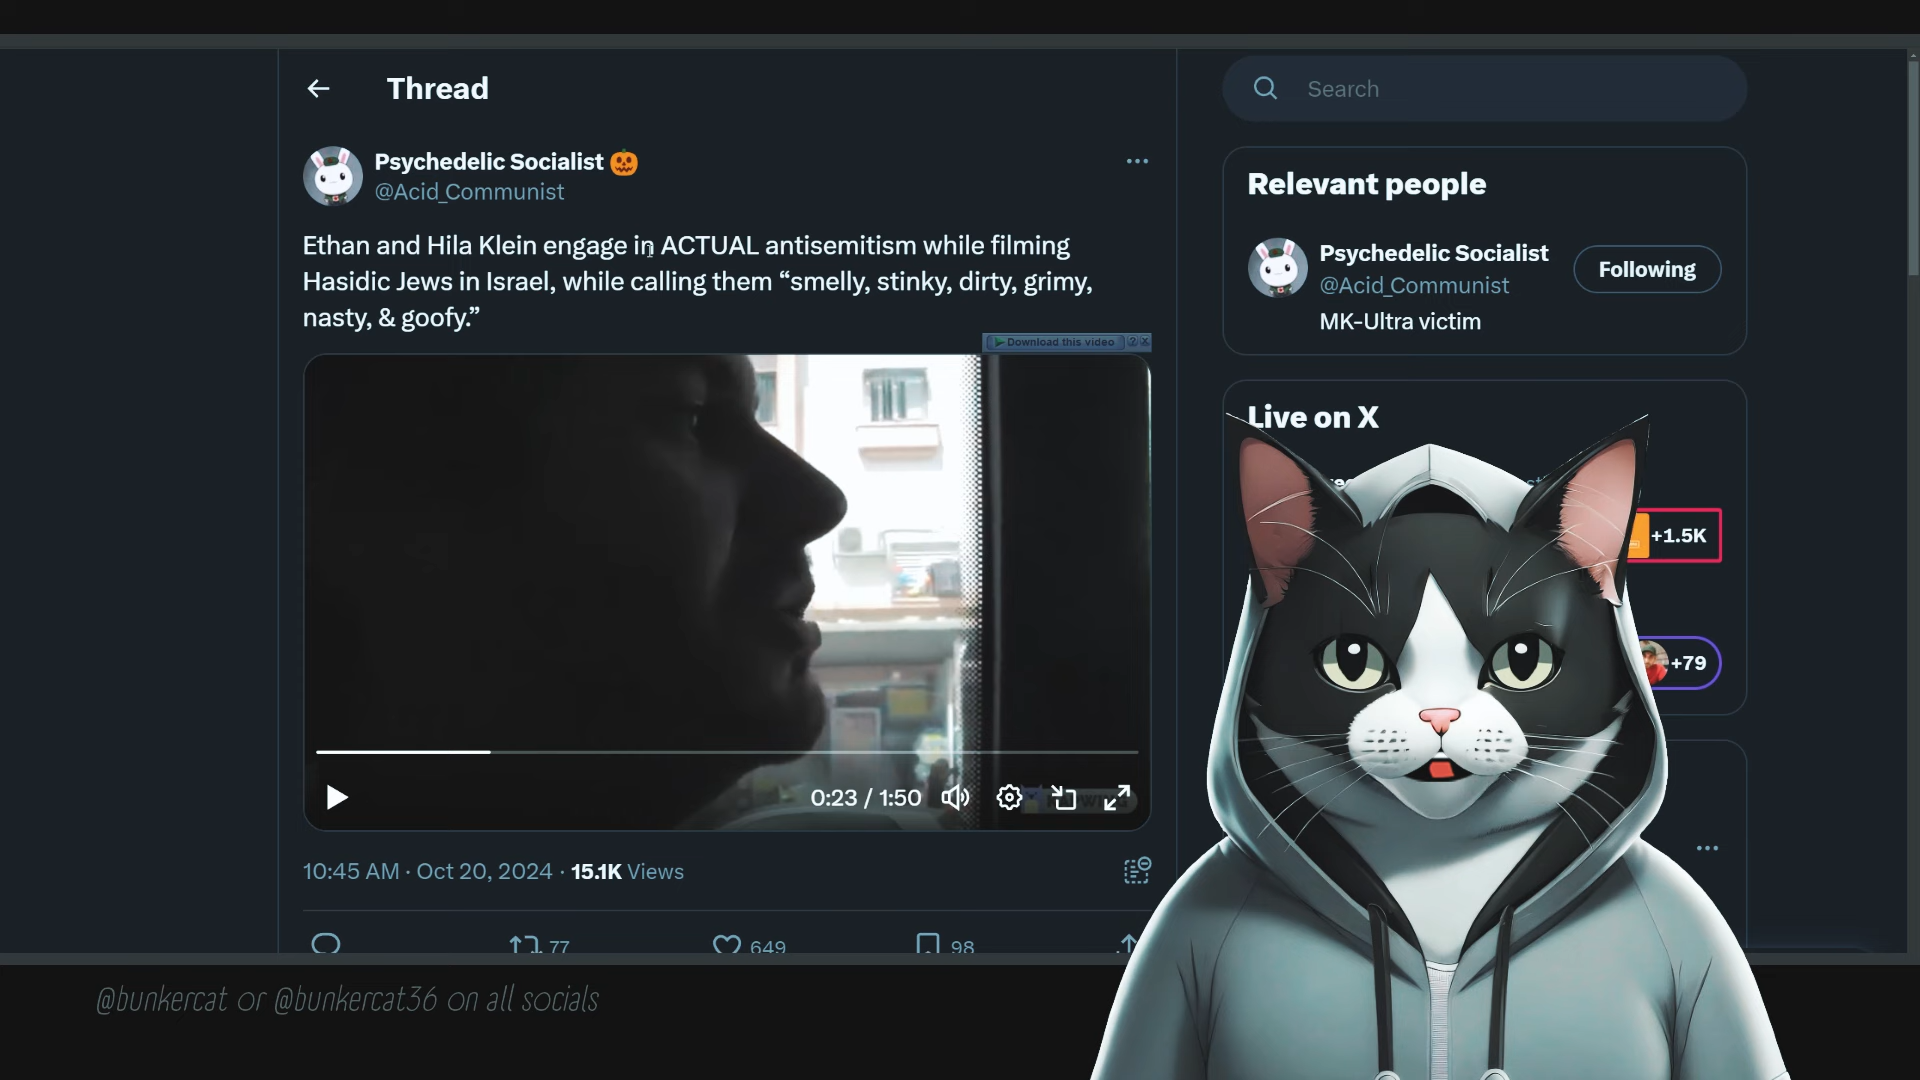 Thread
Search
Psychedelic Socialist 🎃
@Acid_Communist
Ethan and Hila Klein engage in ACTUAL antisemitism while filming
Hasidic Jews in Israel, while calling them “smelly, stinky, dirty, grimy,
nasty, & goofy.”
Download this video
0:23 / 1:50
10:45 AM · Oct 20, 2024 · 15.1K Views
77
649
98
Relevant people
Psychedelic Socialist
@Acid_Communist
Following
MK-Ultra victim
Live on X
+1.5K
+79
@bunkercat or @bunkercat36 on all socials